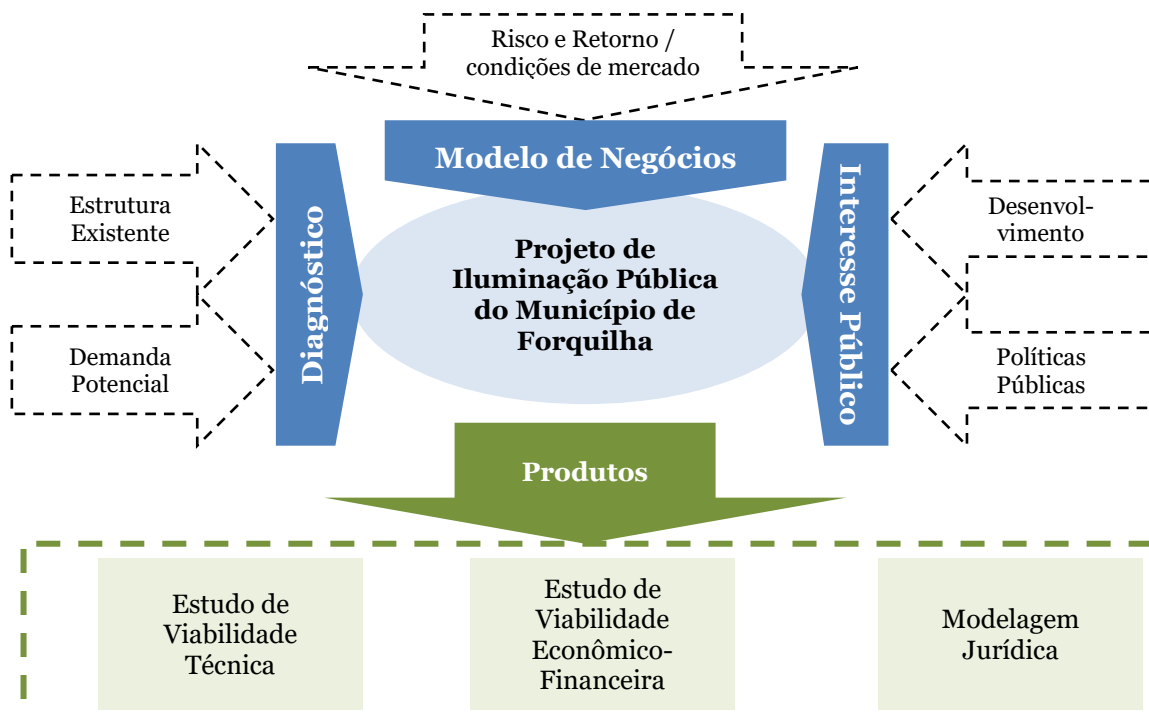 Risco e Retorno /
condições de mercado
Modelo de Negócios
Estrutura
Existente
Demanda
Potencial
Diagnóstico
Projeto de
Iluminação Pública
do Município de
Forquilha
Interesse Público
Desenvol-
vimento
Políticas
Públicas
Produtos
Estudo de
Viabilidade
Técnica
Estudo de
Viabilidade
Econômico-
Financeira
Modelagem
Jurídica